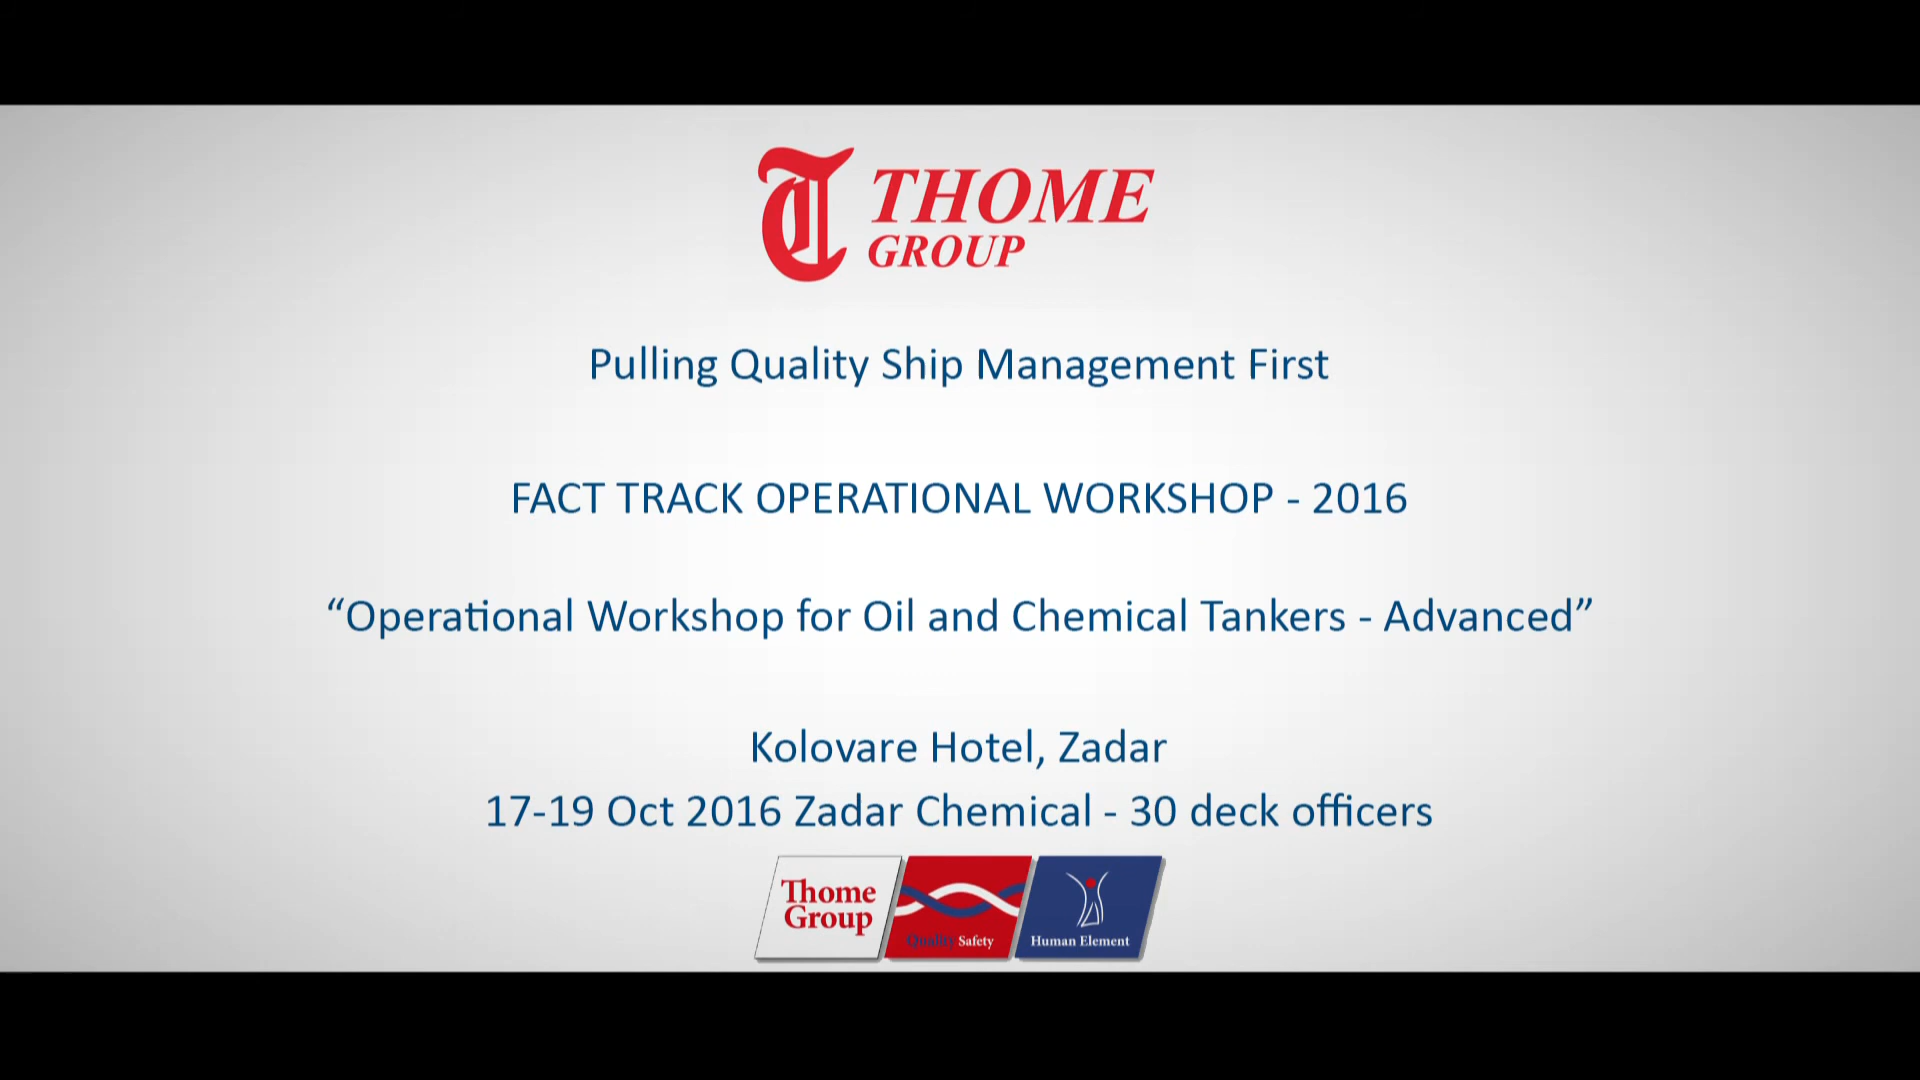 THOME
GROUP
Pulling Quality Ship Management First
FACT TRACK OPERATIONAL WORKSHOP - 2016
“Operational Workshop for Oil and Chemical Tankers - Advanced”
Kolovare Hotel, Zadar
17-19 Oct 2016 Zadar Chemical - 30 deck officers
Thome
Group
Quality Safety
Human Element